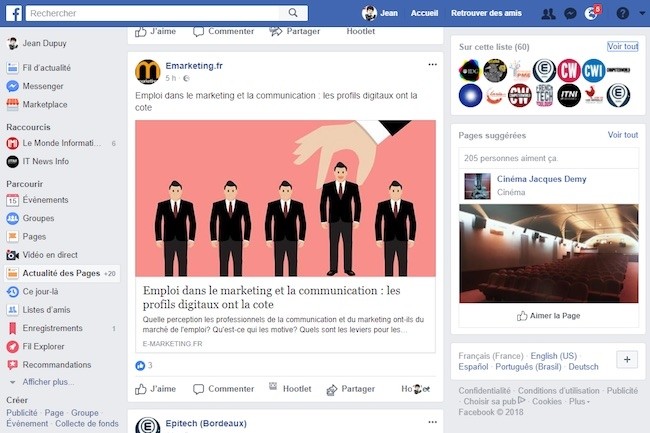 Rechercher
Jean Accueil Retrouver des amis
8
Jean Dupuy
Fil d'actualité
Messenger
Marketplace
Raccourcis
Le Monde Informati... 6
IT News Info
Parcourir
15 Événements
Groupes
Pages
Vidéo en direct
Actualité des Pages +20
Ce jour-là
Listes d'amis
Enregistrements 1
Fil Explorer
Recommandations
Afficher plus...
Créer
Publicité · Page · Groupe ·
Événement · Collecte de fonds
J'aime Commenter Partager Hootlet
Emarketing.fr
5 h ·
Emploi dans le marketing et la communication : les profils digitaux ont la
cote
Emploi dans le marketing et la communication : les
profils digitaux ont la cote
Quelle perception les professionnels de la communication et du marketing ont-ils du
marché de l'emploi? Qu'est-ce qui les motive? Quels sont les leviers pour les...
E-MARKETING.FR
3
J'aime Commenter Hootlet Partager
Epitech (Bordeaux)
Sur cette liste (60) Voir tout
CW CWI
CW FRENCH TECH ITNI
Pages suggérées Voir tout
205 personnes aiment ça.
Cinéma Jacques Demy
Cinéma
Aimer la Page
Français (France) · English (US)
Español · Português (Brasil) · Deutsch
Confidentialité · Conditions d'utilisation · Publicité
· Choisir sa pub · Cookies · Plus
Facebook © 2018